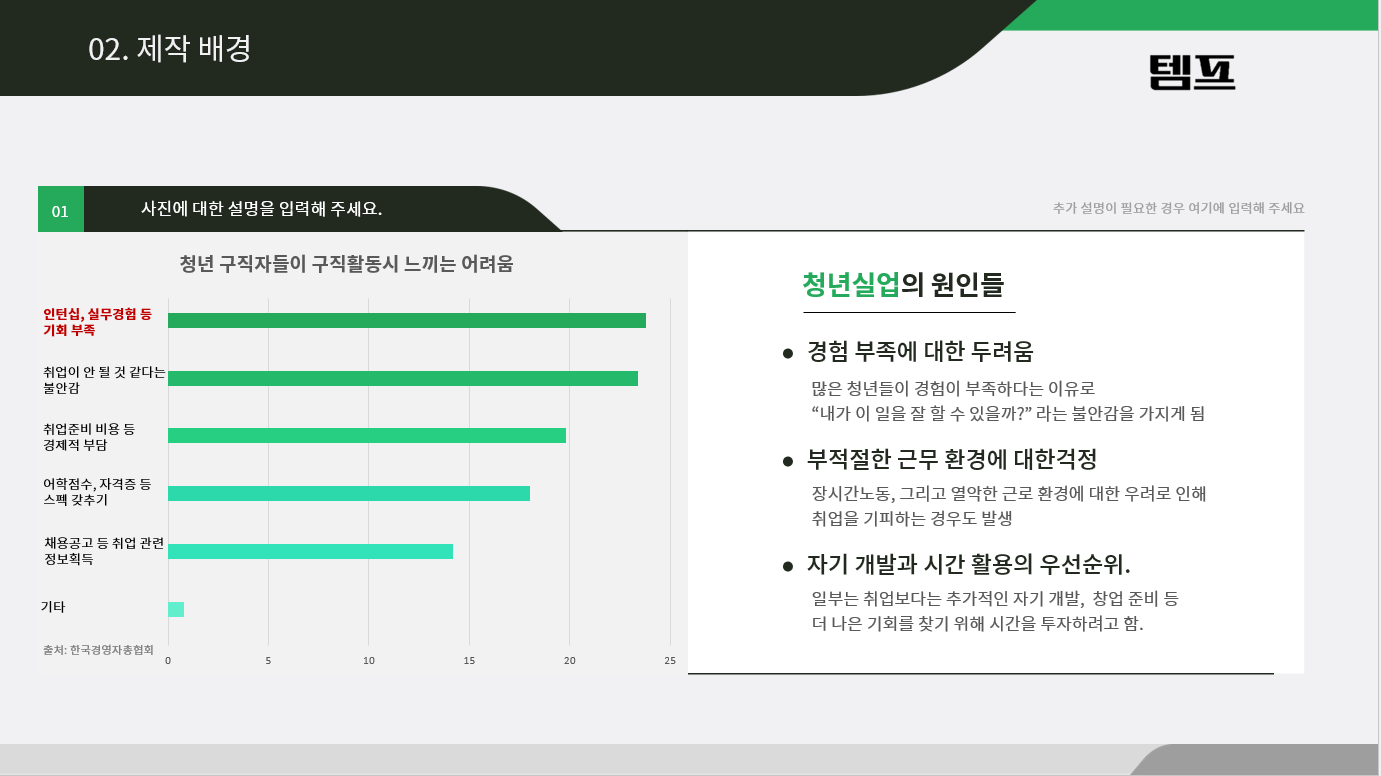 02. 제작 배경
템프
01
사진에 대한 설명을 입력해 주세요.
추가 설명이 필요한 경우 여기에 입력해 주세요
청년 구직자들이 구직활동시 느끼는 어려움
인턴십, 실무경험 등
기회 부족
취업이 안 될 것 같다는
불안감
취업준비 비용 등
경제적 부담
어학점수, 자격증 등
스펙 갖추기
채용공고 등 취업 관련
정보획득
기타
출처: 한국경영자총협회
0 5 10 15 20 25
청년실업의 원인들
● 경험 부족에 대한 두려움
많은 청년들이 경험이 부족하다는 이유로
“내가 이 일을 잘 할 수 있을까?” 라는 불안감을 가지게 됨
● 부적절한 근무 환경에 대한걱정
장시간노동, 그리고 열악한 근로 환경에 대한 우려로 인해
취업을 기피하는 경우도 발생
● 자기 개발과 시간 활용의 우선순위.
일부는 취업보다는 추가적인 자기 개발, 창업 준비 등
더 나은 기회를 찾기 위해 시간을 투자하려고 함.